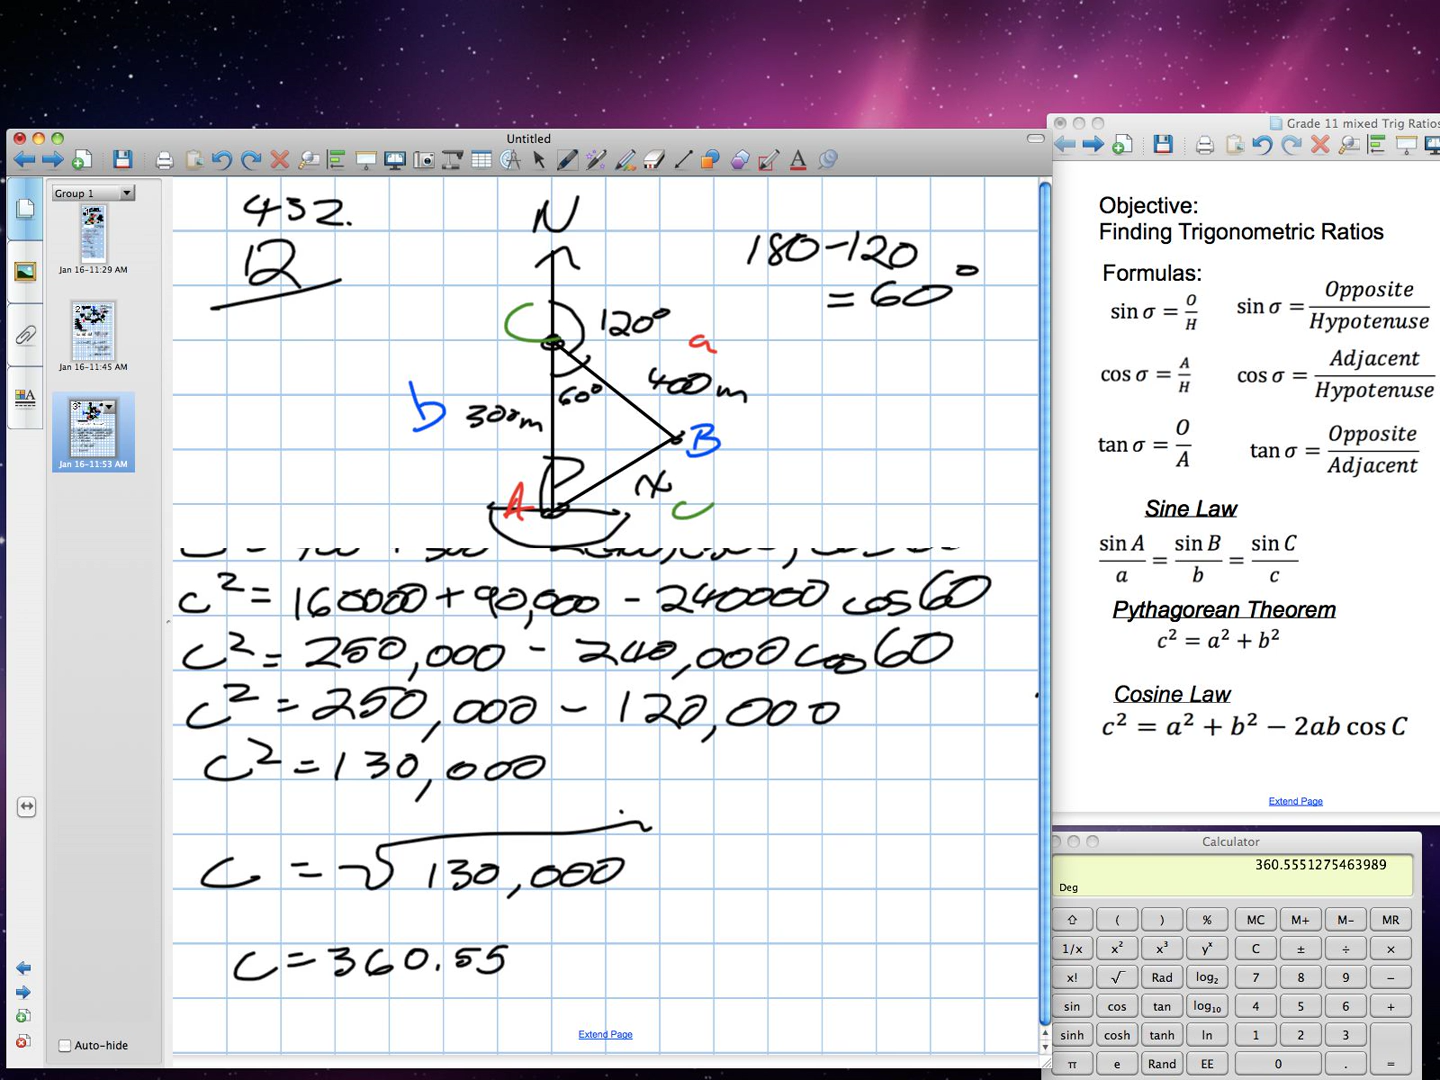 Untitled
Group 1
Jan 16-11:29 AM
Jan 16-11:45 AM
Jan 16-11:53 AM
Auto-hide
432.
12
N
180-120
= 60°
C
120°
a
400m
60°
b
300m
B
A
x
c
c² = 160000 + 90,000 - 240000 cos60
c² = 250,000 - 240,000 cos60
c² = 250,000 - 120,000
c² = 130,000
c = √130,000
c = 360.55
Extend Page
Grade 11 mixed Trig Ratios
Objective:
Finding Trigonometric Ratios
Formulas:
sin σ = O/H sin σ = Opposite/Hypotenuse
cos σ = A/H cos σ = Adjacent/Hypotenuse
tan σ = O/A tan σ = Opposite/Adjacent
Sine Law
sin A/a = sin B/b = sin C/c
Pythagorean Theorem
c² = a² + b²
Cosine Law
c² = a² + b² − 2ab cos C
Extend Page
Calculator
360.5551275463989
Deg
( ) % MC M+ M− MR
1/x x² x³ yˣ C ± ÷ ×
x! √ Rad log₂ 7 8 9 −
sin cos tan log₁₀ 4 5 6 +
sinh cosh tanh ln 1 2 3
π e Rand EE 0 . =